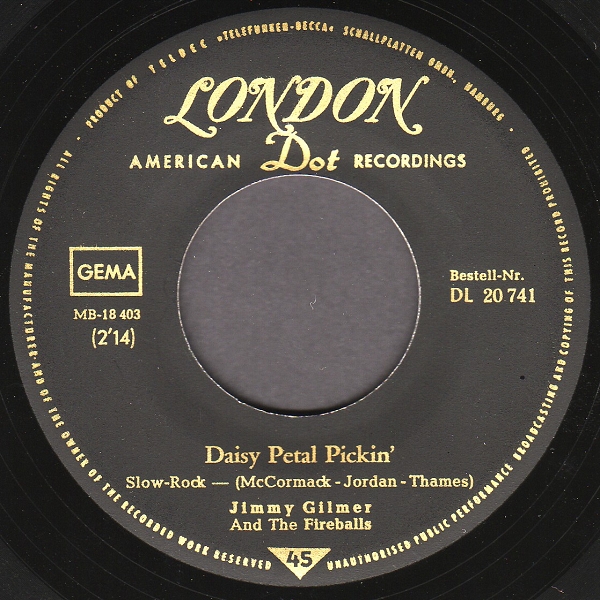 PRODUCT OF TELDEC »TELEFUNKEN-DECCA« SCHALLPLATTEN GMBH., HAMBURG ·
LONDON
AMERICAN Dot RECORDINGS
GEMA
MB-18 403
(2'14)
Bestell-Nr.
DL 20 741
Daisy Petal Pickin'
Slow-Rock — (McCormack - Jordan - Thames)
Jimmy Gilmer
And The Fireballs
45
· ALL RIGHTS OF THE MANUFACTURER AND OF THE OWNER OF THE RECORDED WORK RESERVED
UNAUTHORISED PUBLIC PERFORMANCE BROADCASTING AND COPYING OF THIS RECORD PROHIBITED